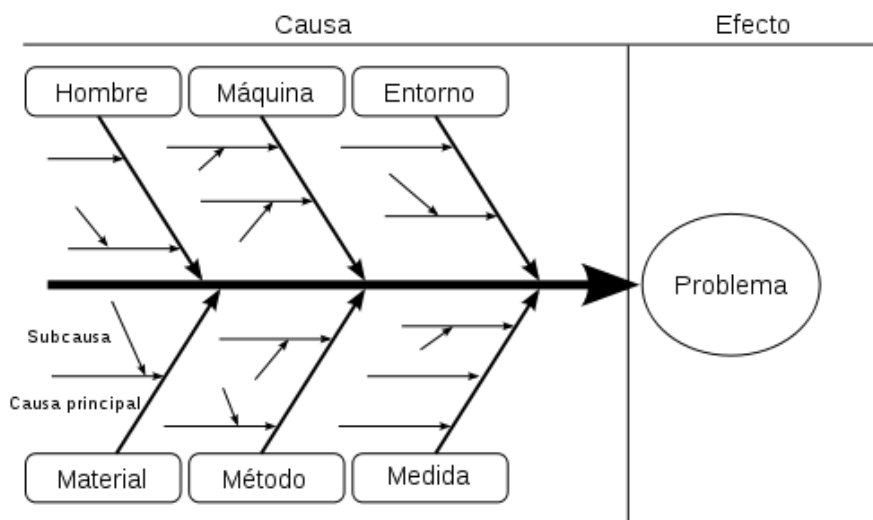 Causa
Efecto
Hombre
Máquina
Entorno
Problema
Subcausa
Causa principal
Material
Método
Medida